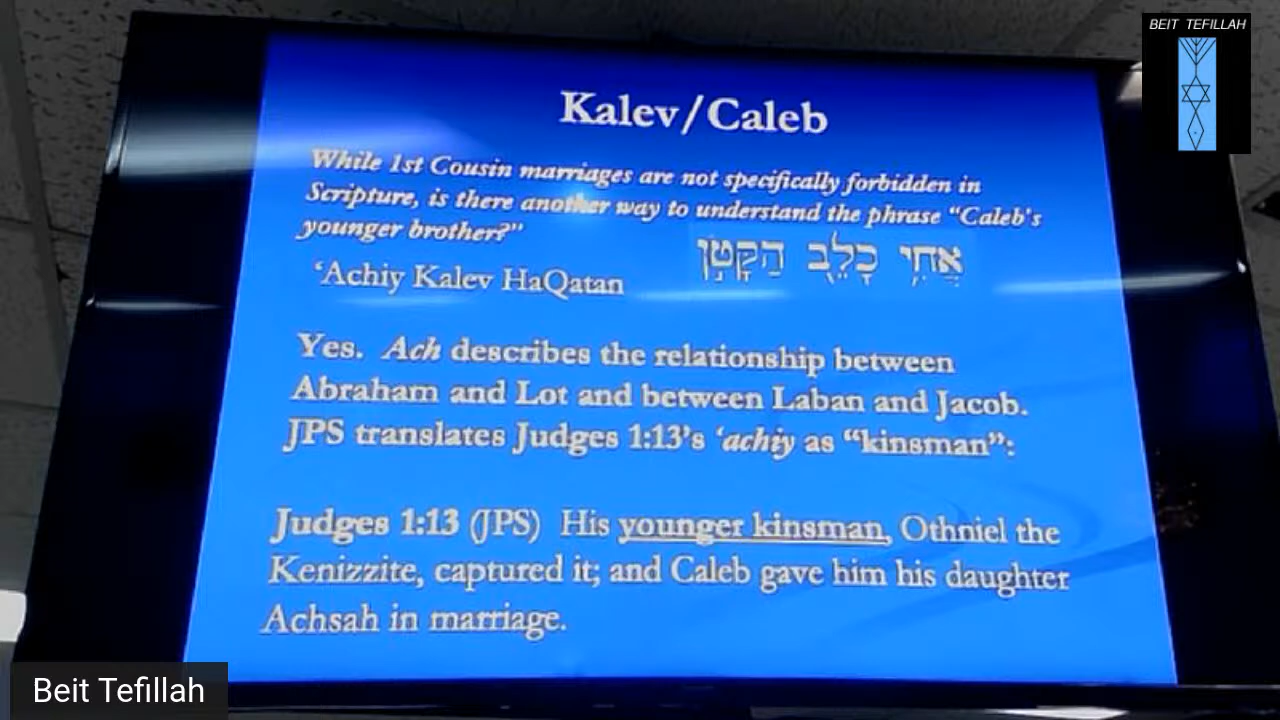 BEIT TEFILLAH
Kalev/Caleb
While 1st Cousin marriages are not specifically forbidden in
Scripture, is there another way to understand the phrase “Caleb's
younger brother?”
אֲחִ֧י כָלֵ֛ב הַקָּטֹ֖ן
‘Achiy Kalev HaQatan
Yes. Ach describes the relationship between
Abraham and Lot and between Laban and Jacob.
JPS translates Judges 1:13’s ‘achiy as “kinsman”:
Judges 1:13 (JPS) His younger kinsman, Othniel the
Kenizzite, captured it; and Caleb gave him his daughter
Achsah in marriage.
Beit Tefillah